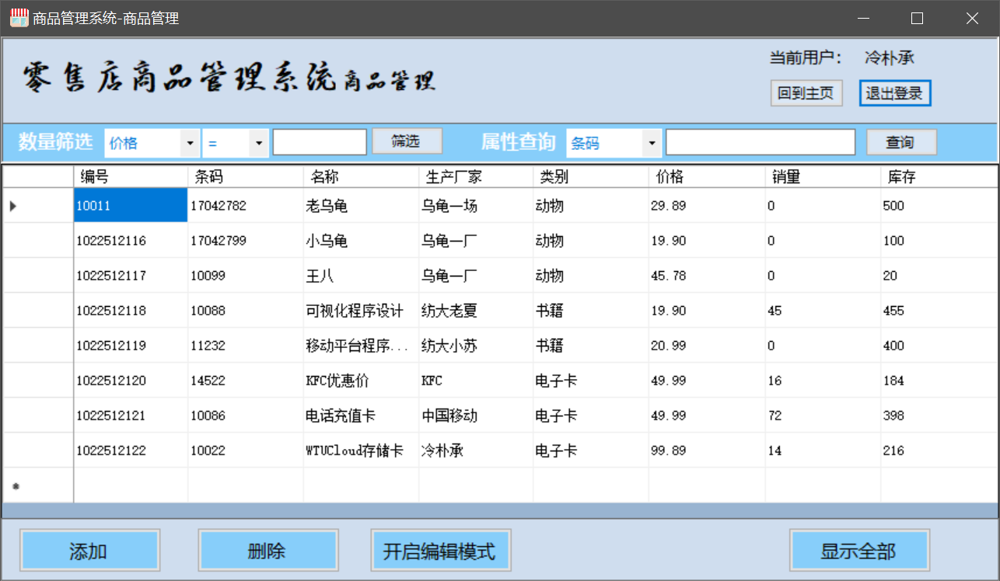 商品管理系统-商品管理
零售店商品管理系统商品管理
当前用户： 冷朴承
回到主页 退出登录
数量筛选 价格 = 筛选 属性查询 条码 查询
编号 条码 名称 生产厂家 类别 价格 销量 库存
10011 17042782 老乌龟 乌龟一场 动物 29.89 0 500
1022512116 17042799 小乌龟 乌龟一厂 动物 19.90 0 100
1022512117 10099 王八 乌龟一厂 动物 45.78 0 20
1022512118 10088 可视化程序设计 纺大老夏 书籍 19.90 45 455
1022512119 11232 移动平台程序... 纺大小苏 书籍 20.99 0 400
1022512120 14522 KFC优惠价 KFC 电子卡 49.99 16 184
1022512121 10086 电话充值卡 中国移动 电子卡 49.99 72 398
1022512122 10022 WTUCloud存储卡 冷朴承 电子卡 99.89 14 216
添加 删除 开启编辑模式 显示全部